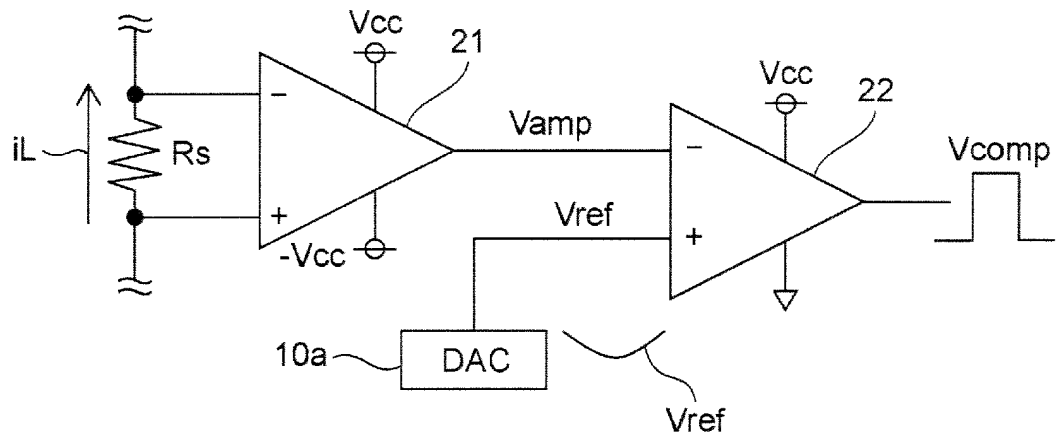 Vcc
21
Vcc
22
iL
Rs
−
+
Vamp
−
Vcomp
Vref
+
-Vcc
10a
DAC
Vref